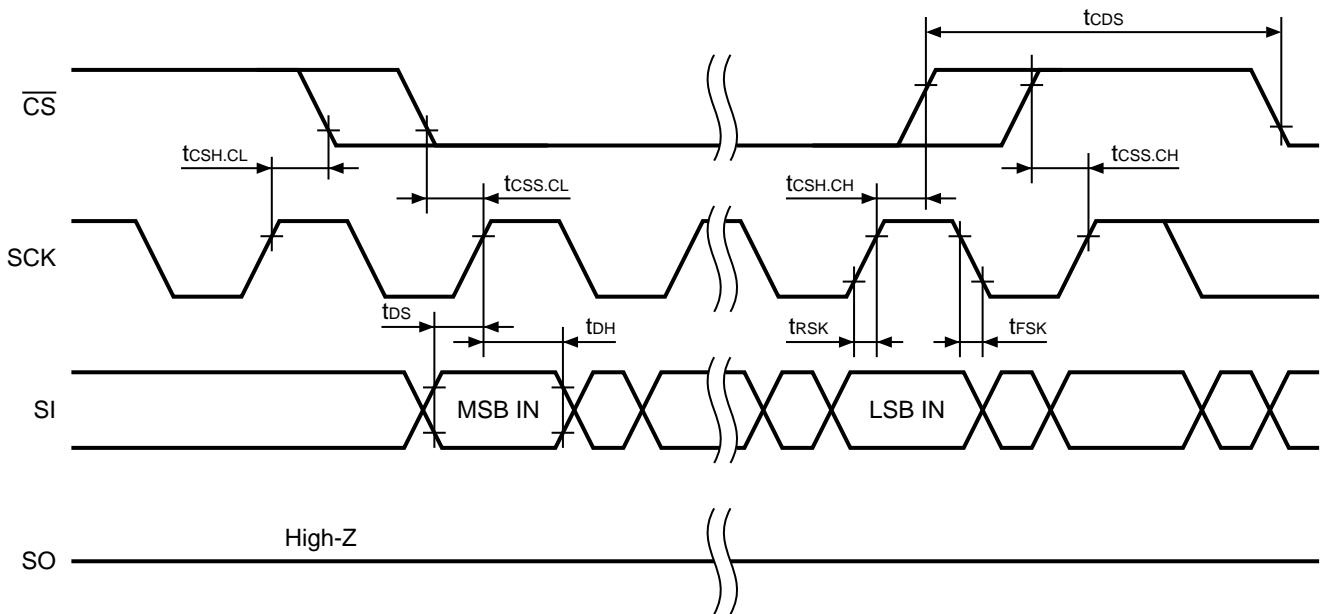 tCDS
CS
tCSH.CL
tCSS.CL
tCSH.CH
tCSS.CH
SCK
tDS
tDH
tRSK
tFSK
SI
MSB IN
LSB IN
High-Z
SO